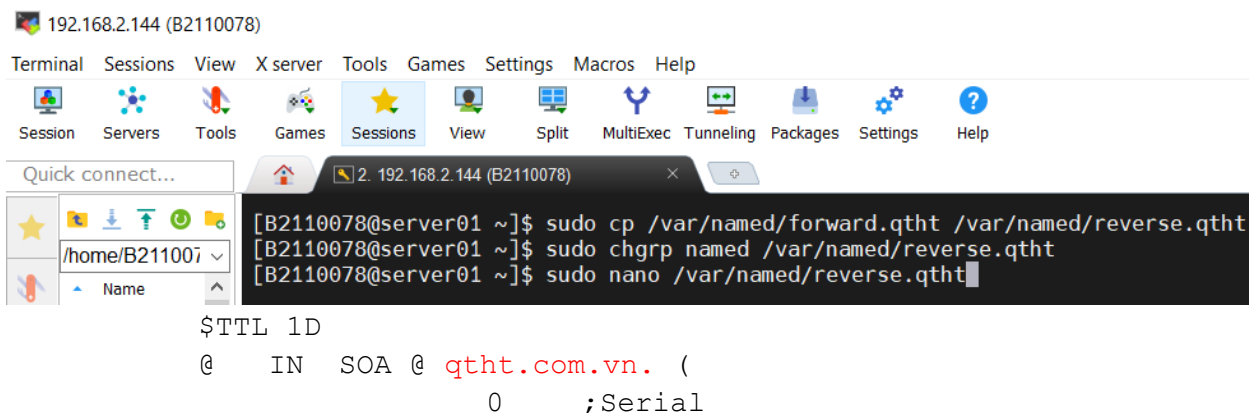 192.168.2.144 (B2110078)
Terminal Sessions View X server Tools Games Settings Macros Help
Session Servers Tools Games Sessions View Split MultiExec Tunneling Packages Settings Help
Quick connect...
2. 192.168.2.144 (B2110078)
[B2110078@server01 ~]$ sudo cp /var/named/forward.qtht /var/named/reverse.qtht
[B2110078@server01 ~]$ sudo chgrp named /var/named/reverse.qtht
/home/B211007
[B2110078@server01 ~]$ sudo nano /var/named/reverse.qtht
Name
$TTL 1D
@ IN SOA @ qtht.com.vn. (
0 ;Serial